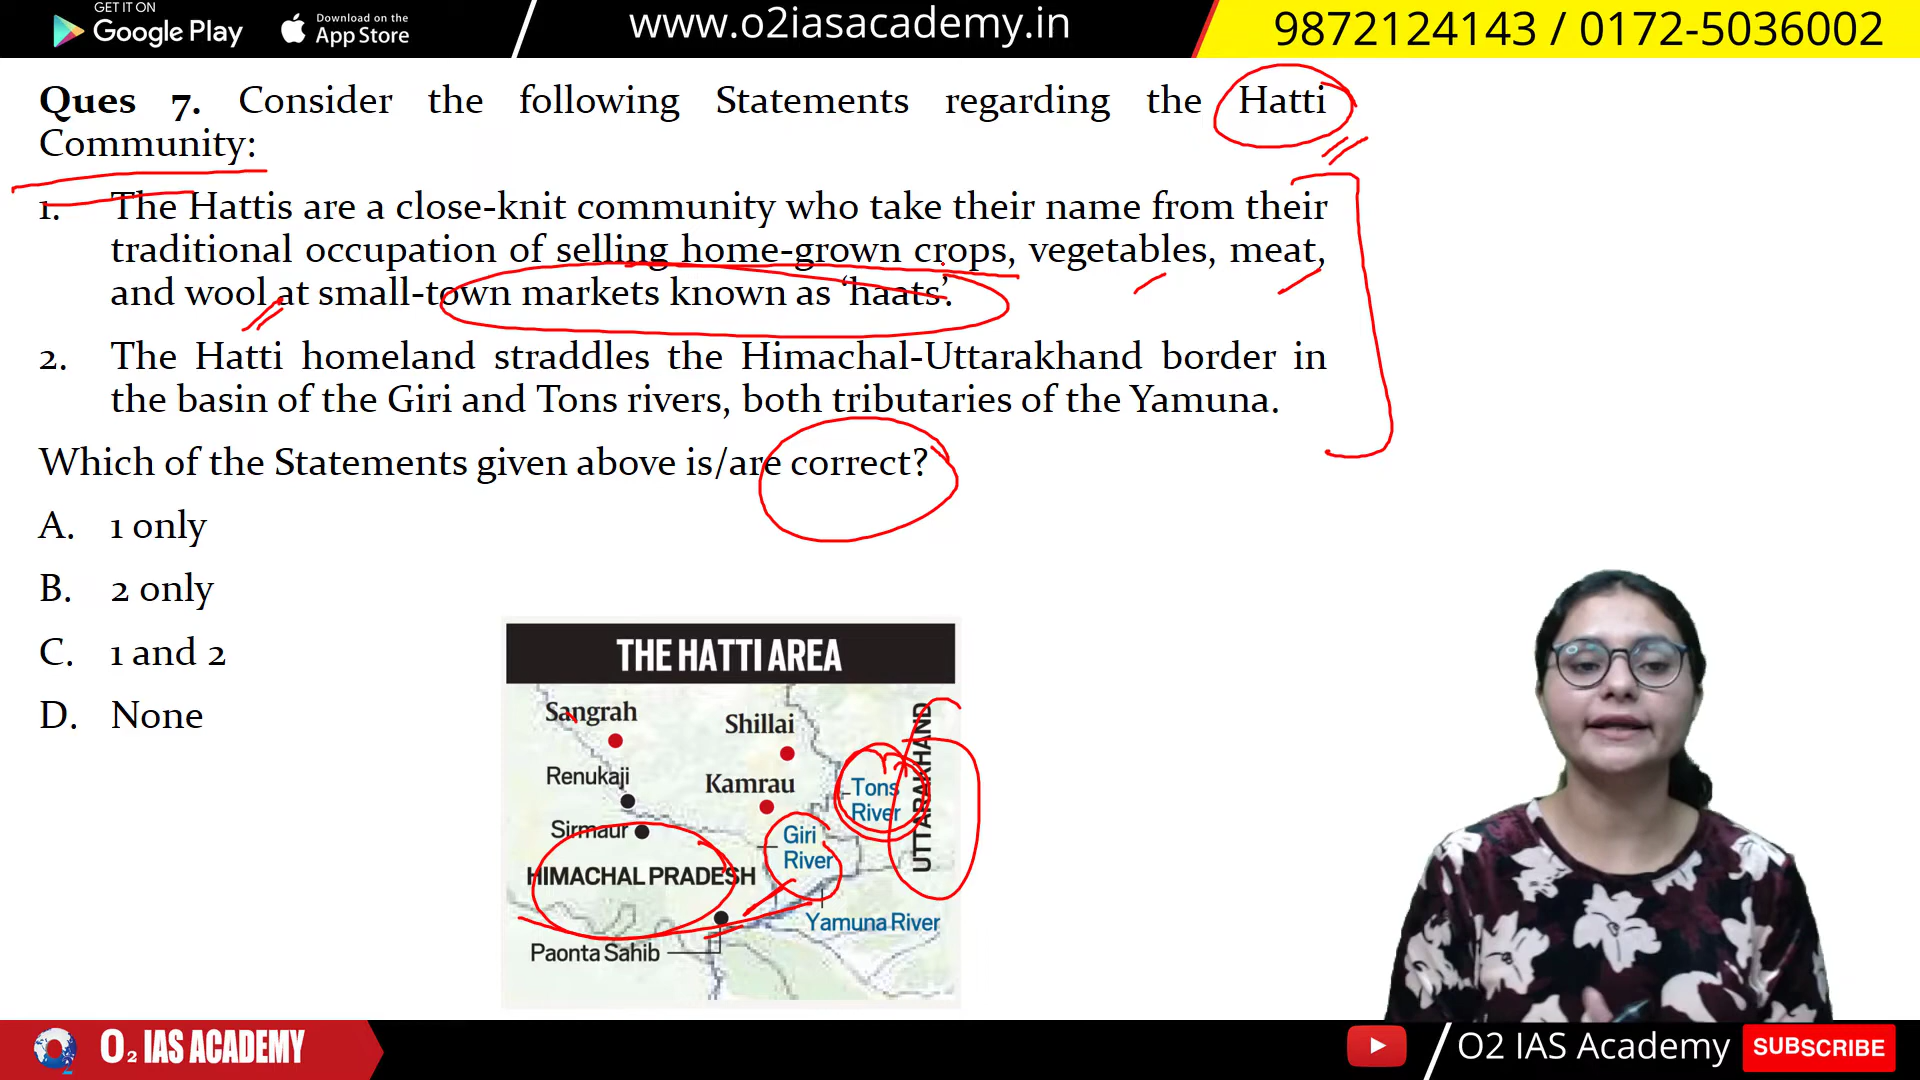 GET IT ON
Google Play
Download on the
App Store
www.o2iasacademy.in
9872124143 / 0172-5036002
Ques 7. Consider the following Statements regarding the Hatti
Community:
1. The Hattis are a close-knit community who take their name from their
traditional occupation of selling home-grown crops, vegetables, meat,
and wool at small-town markets known as ‘haats’.
2. The Hatti homeland straddles the Himachal-Uttarakhand border in
the basin of the Giri and Tons rivers, both tributaries of the Yamuna.
Which of the Statements given above is/are correct?
A. 1 only
B. 2 only
C. 1 and 2
D. None
THE HATTI AREA
Sangrah
Shillai
Renukaji
Kamrau
Tons
River
UTTARAKHAND
Sirmaur
Giri
River
HIMACHAL PRADESH
Yamuna River
Paonta Sahib
O2 IAS ACADEMY
O2 IAS Academy
SUBSCRIBE